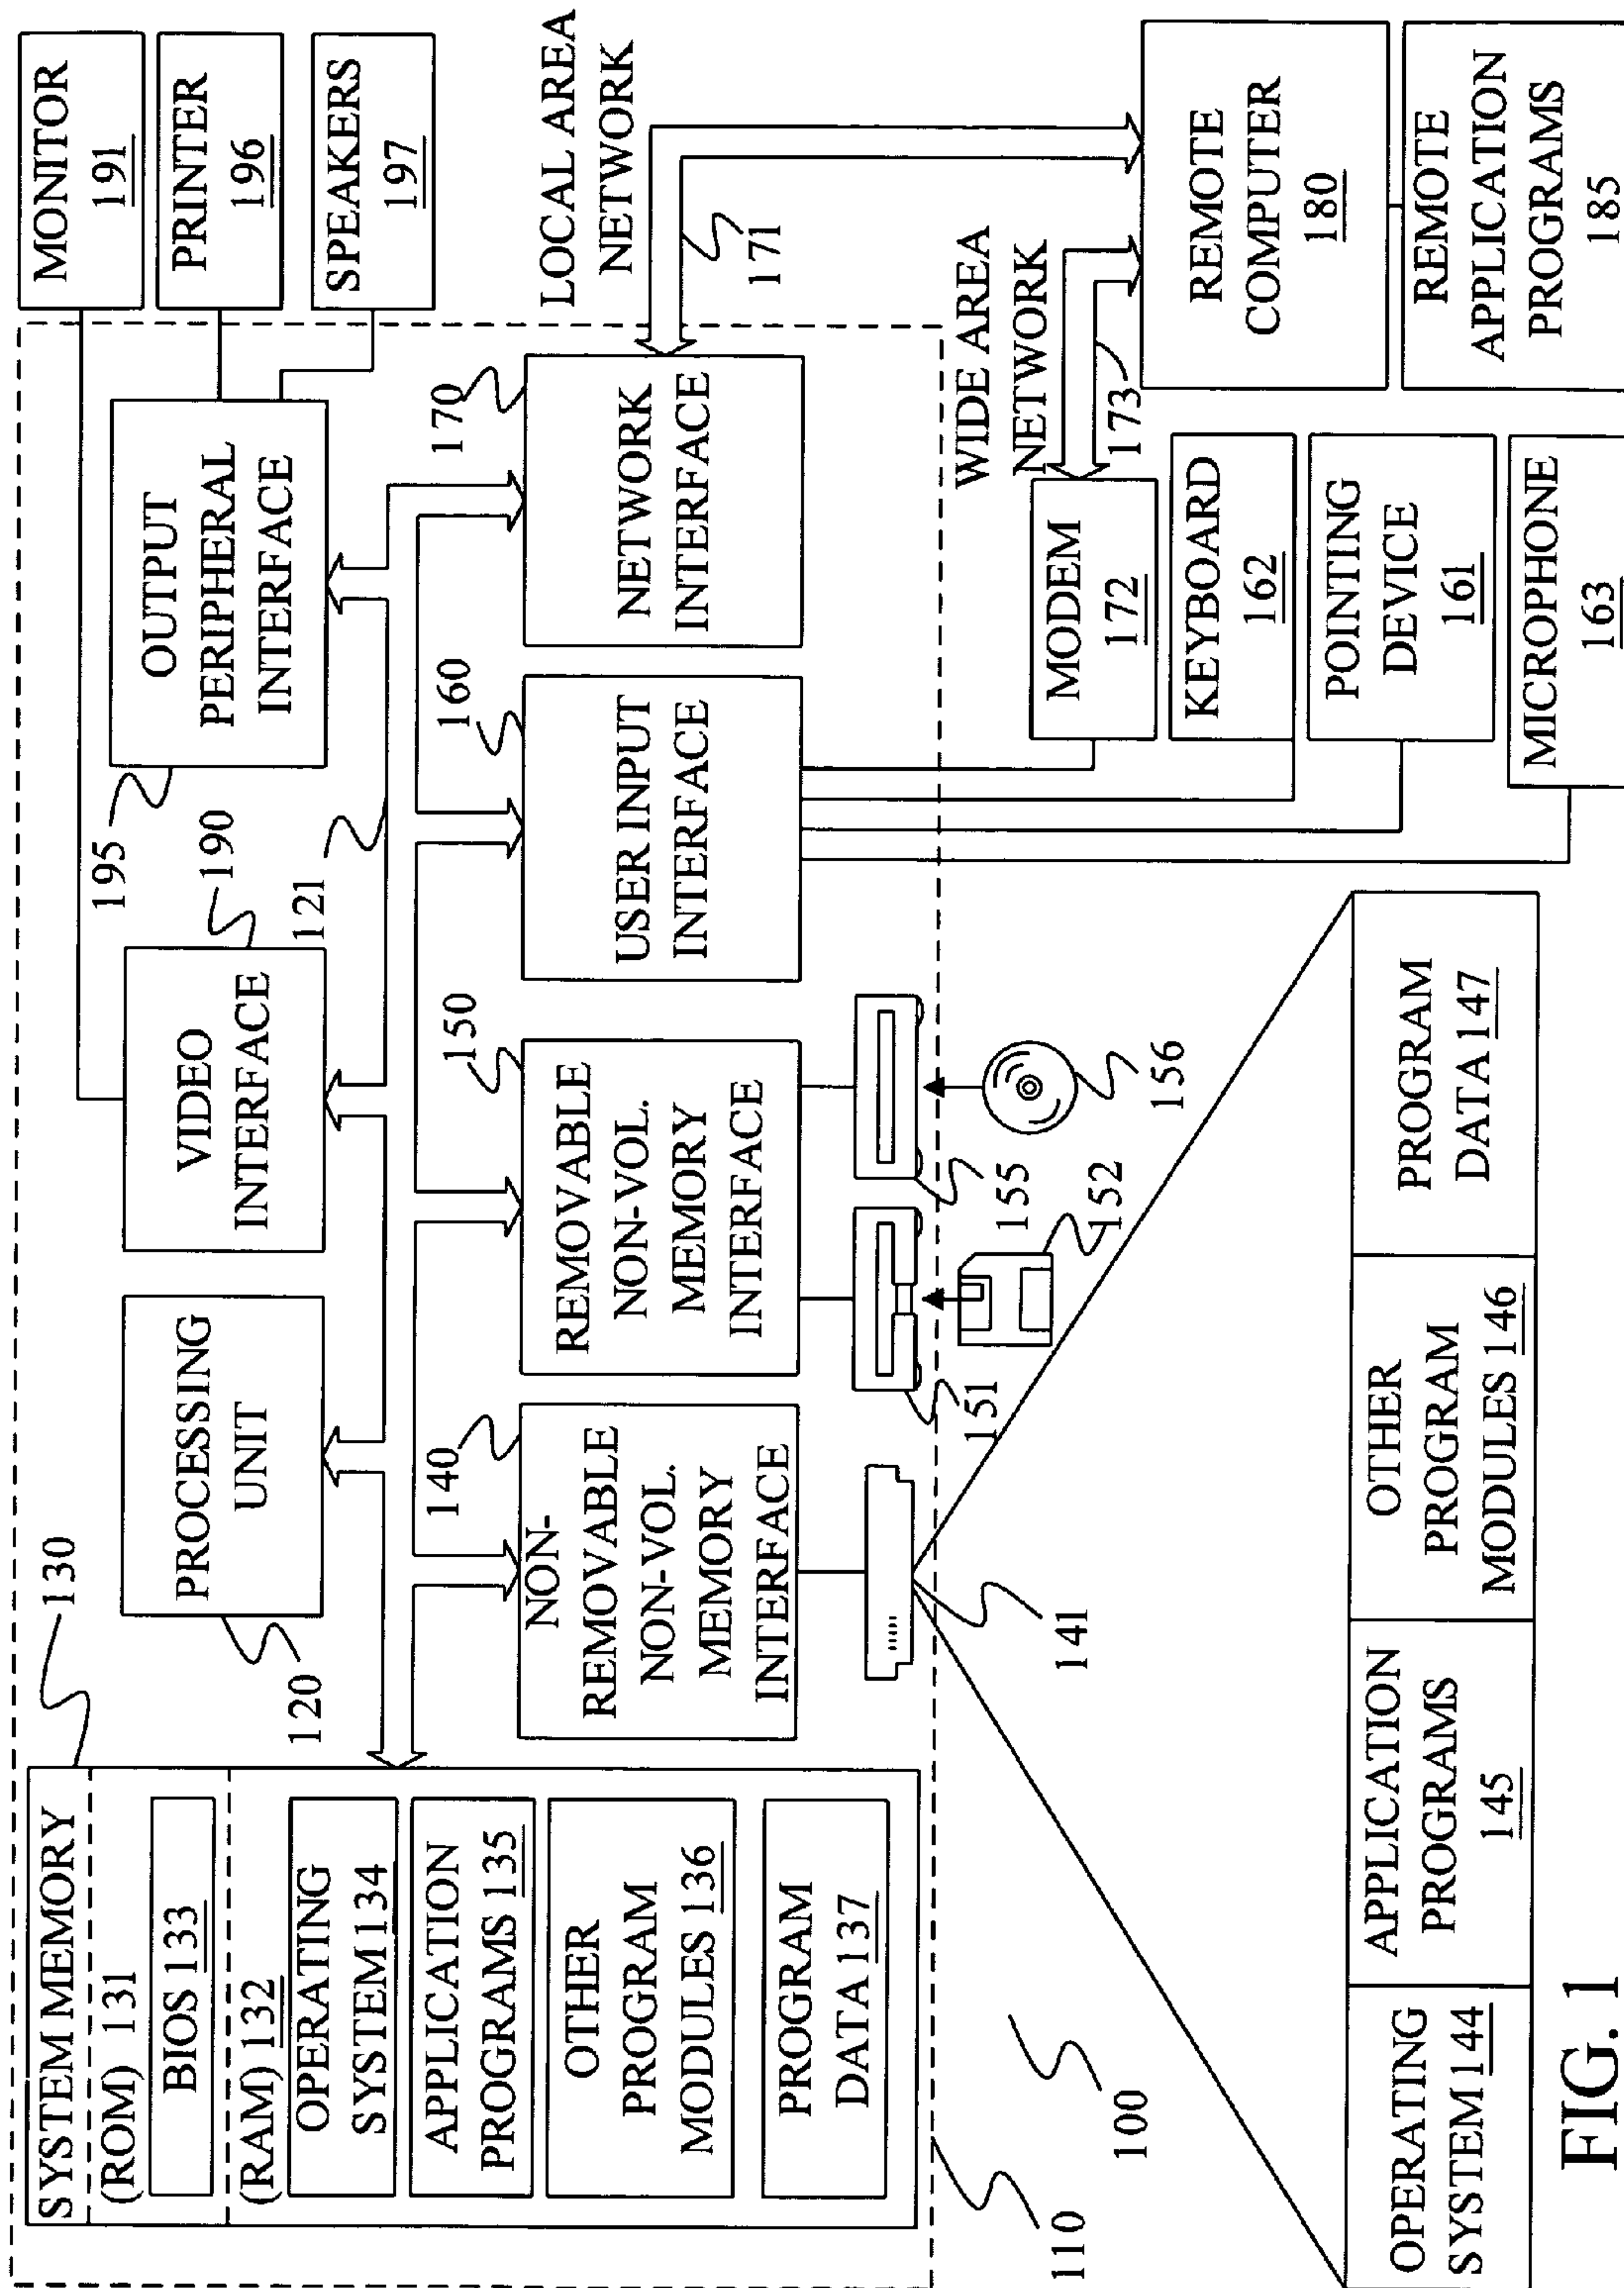 SYSTEM MEMORY
(ROM) 131
BIOS 133
(RAM) 132
OPERATING
SYSTEM 134
APPLICATION
PROGRAMS 135
OTHER
PROGRAM
MODULES 136
PROGRAM
DATA 137
130
PROCESSING
UNIT
120
VIDEO
INTERFACE
190
195
OUTPUT
PERIPHERAL
INTERFACE
121
MONITOR
191
PRINTER
196
SPEAKERS
197
140
NON-
REMOVABLE
NON-VOL.
MEMORY
INTERFACE
150
REMOVABLE
NON-VOL.
MEMORY
INTERFACE
160
USER INPUT
INTERFACE
170
NETWORK
INTERFACE
LOCAL AREA
NETWORK
171
141
151
152
155
156
WIDE AREA
NETWORK
173
MODEM
172
KEYBOARD
162
POINTING
DEVICE
161
MICROPHONE
163
REMOTE
COMPUTER
180
REMOTE
APPLICATION
PROGRAMS
185
110
100
OPERATING
SYSTEM 144
APPLICATION
PROGRAMS
145
OTHER
PROGRAM
MODULES 146
PROGRAM
DATA 147
FIG. 1